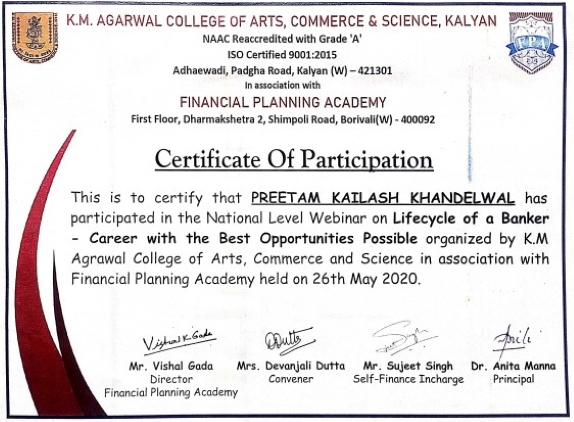 K.M. AGARWAL COLLEGE OF ARTS, COMMERCE & SCIENCE, KALYAN
NAAC Reaccredited with Grade 'A'
ISO Certified 9001:2015
Adhaewadi, Padgha Road, Kalyan (W) – 421301
In association with
FINANCIAL PLANNING ACADEMY
First Floor, Dharmakshetra 2, Shimpoli Road, Borivali(W) - 400092
FPA
Certificate Of Participation
This is to certify that PREETAM KAILASH KHANDELWAL has
participated in the National Level Webinar on Lifecycle of a Banker
– Career with the Best Opportunities Possible organized by K.M
Agrawal College of Arts, Commerce and Science in association with
Financial Planning Academy held on 26th May 2020.
Vishal K Gada
Mr. Vishal Gada Mrs. Devanjali Dutta Mr. Sujeet Singh Dr. Anita Manna
Director Convener Self-Finance Incharge Principal
Financial Planning Academy